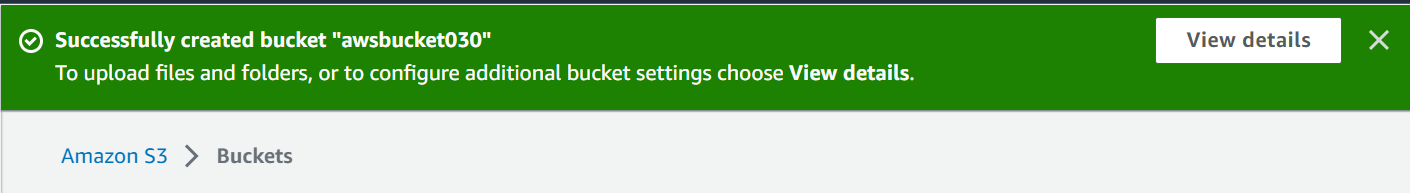 Successfully created bucket "awsbucket030"
View details
To upload files and folders, or to configure additional bucket settings choose View details.
Amazon S3 > Buckets